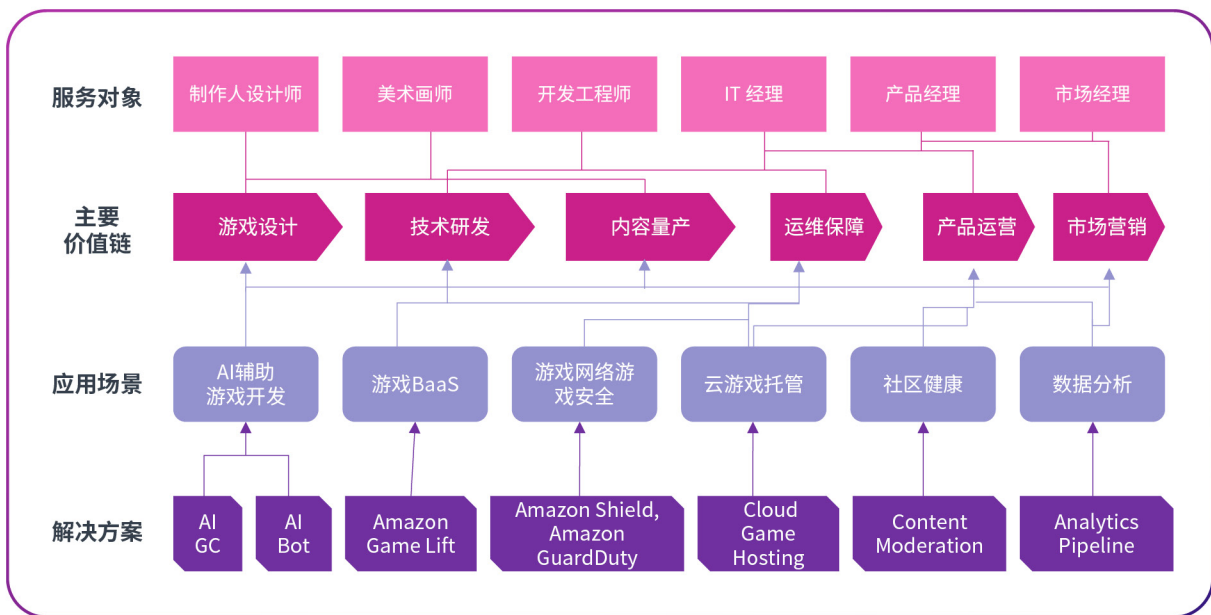 服务对象
制作人设计师
美术画师
开发工程师
IT 经理
产品经理
市场经理
主要
价值链
游戏设计
技术研发
内容量产
运维保障
产品运营
市场营销
应用场景
AI辅助
游戏开发
游戏BaaS
游戏网络游
戏安全
云游戏托管
社区健康
数据分析
解决方案
AI
GC
AI
Bot
Amazon
Game Lift
Amazon Shield,
Amazon
GuardDuty
Cloud
Game
Hosting
Content
Moderation
Analytics
Pipeline